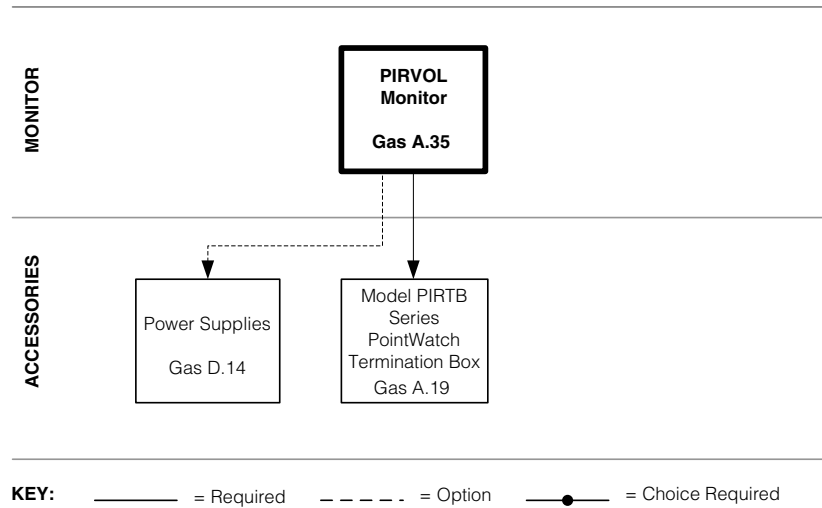 MONITOR
PIRVOL
Monitor
Gas A.35
ACCESSORIES
Power Supplies
Gas D.14
Model PIRTB
Series
PointWatch
Termination Box
Gas A.19
KEY:
= Required
= Option
= Choice Required